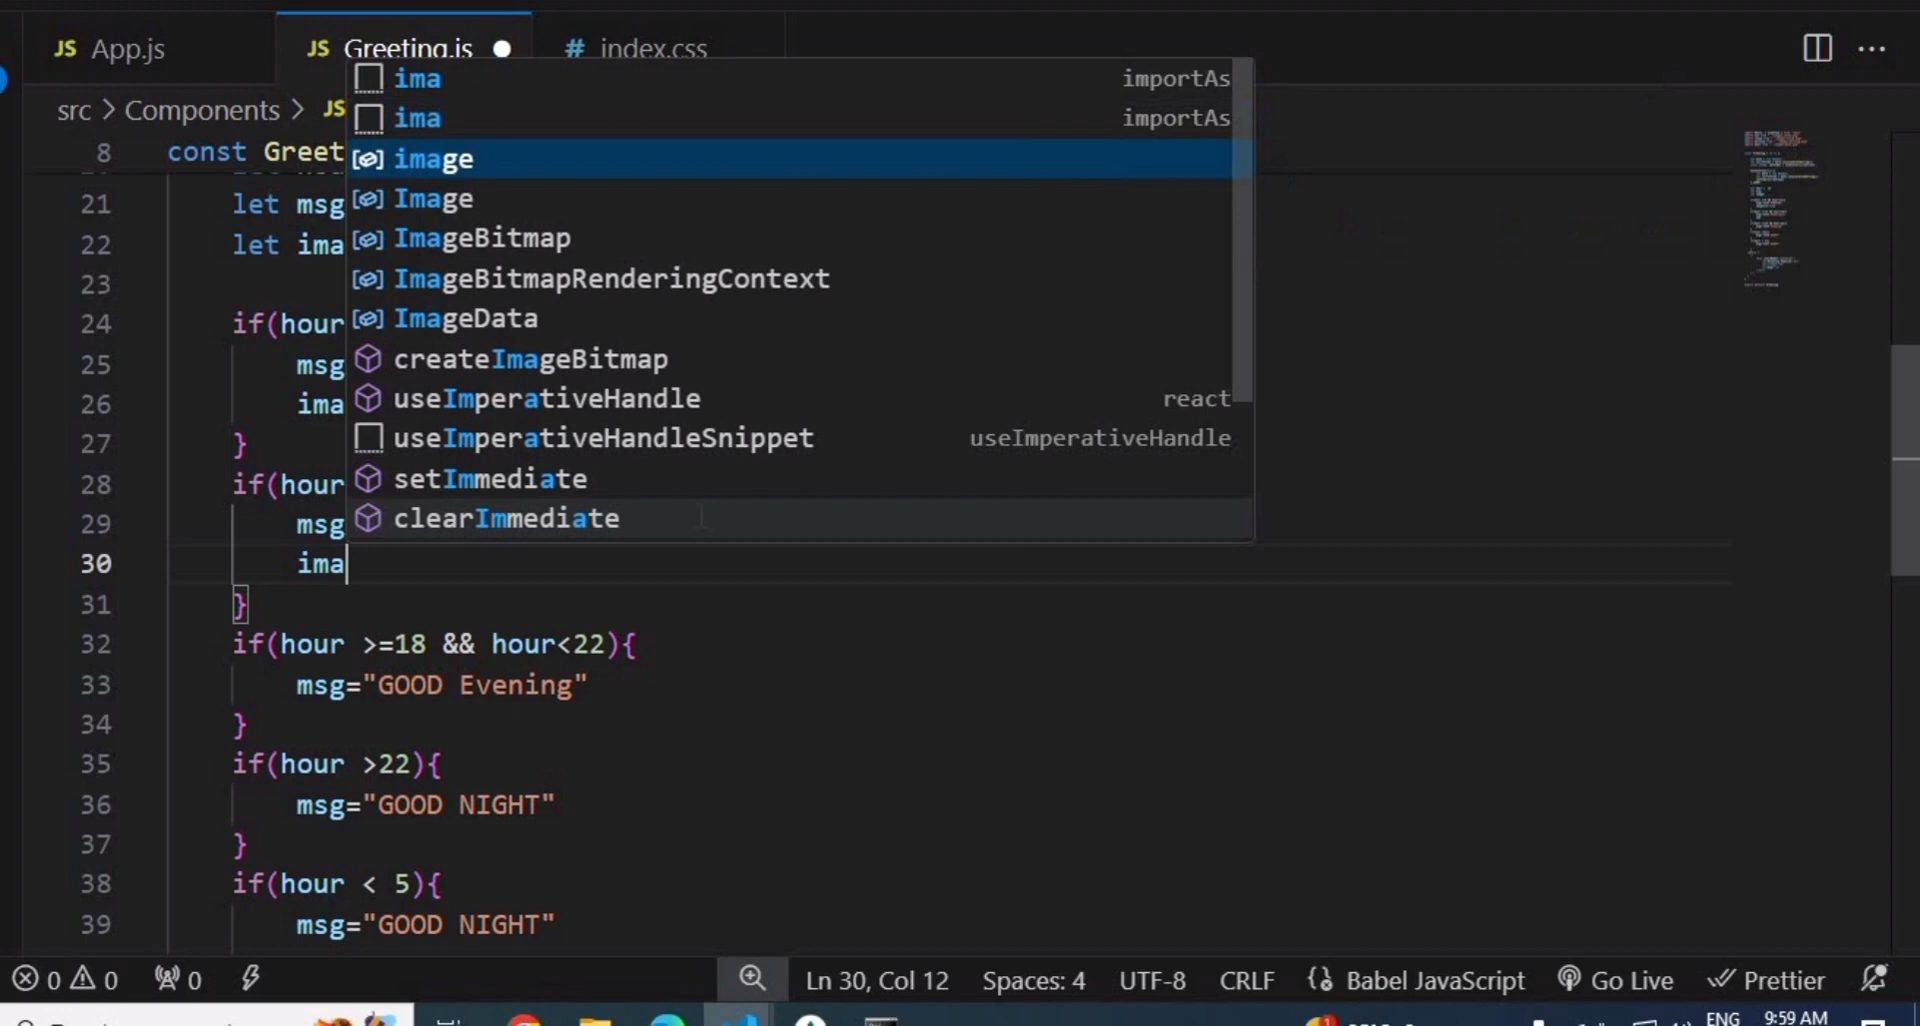 JS App.js
JS Greeting.js
# index.css
src > Components > JS
ima importAs
ima importAs
image
Image
ImageBitmap
ImageBitmapRenderingContext
ImageData
createImageBitmap
useImperativeHandle react
useImperativeHandleSnippet useImperativeHandle
setImmediate
clearImmediate
8 const Greet
21 let msg
22 let ima
23
24 if(hour
25 msg
26 ima
27 }
28 if(hour
29 msg
30 ima
31 }
32 if(hour >=18 && hour<22){
33 msg="GOOD Evening"
34 }
35 if(hour >22){
36 msg="GOOD NIGHT"
37 }
38 if(hour < 5){
39 msg="GOOD NIGHT"
0 0 0 Ln 30, Col 12 Spaces: 4 UTF-8 CRLF {} Babel JavaScript Go Live Prettier
ENG 9:59 AM